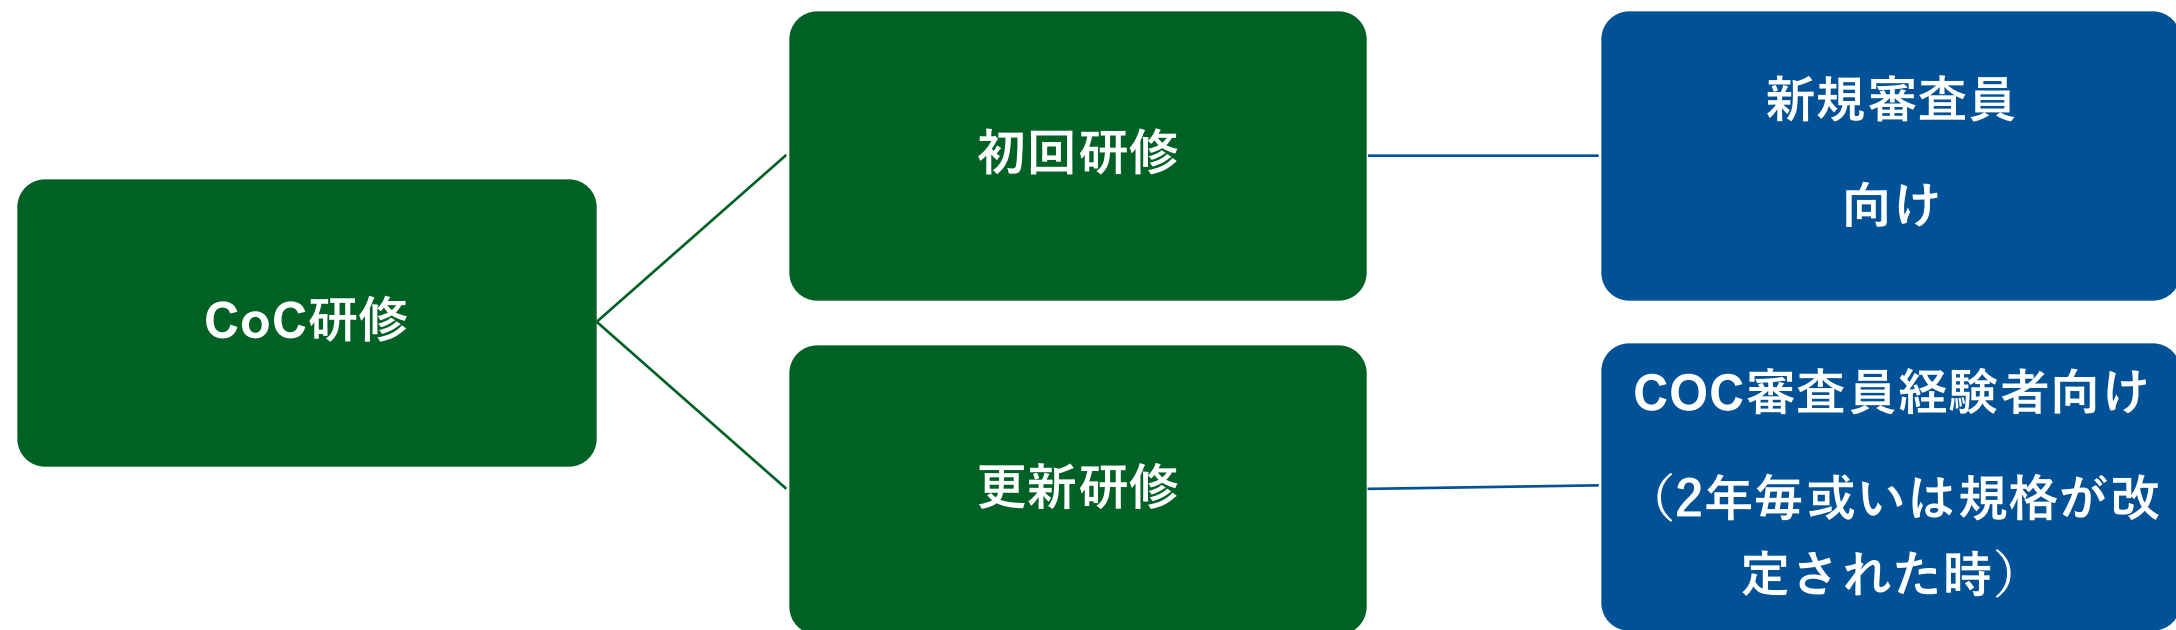 CoC研修
初回研修
新規審査員
向け
更新研修
COC審査員経験者向け
（2年毎或いは規格が改
定された時）